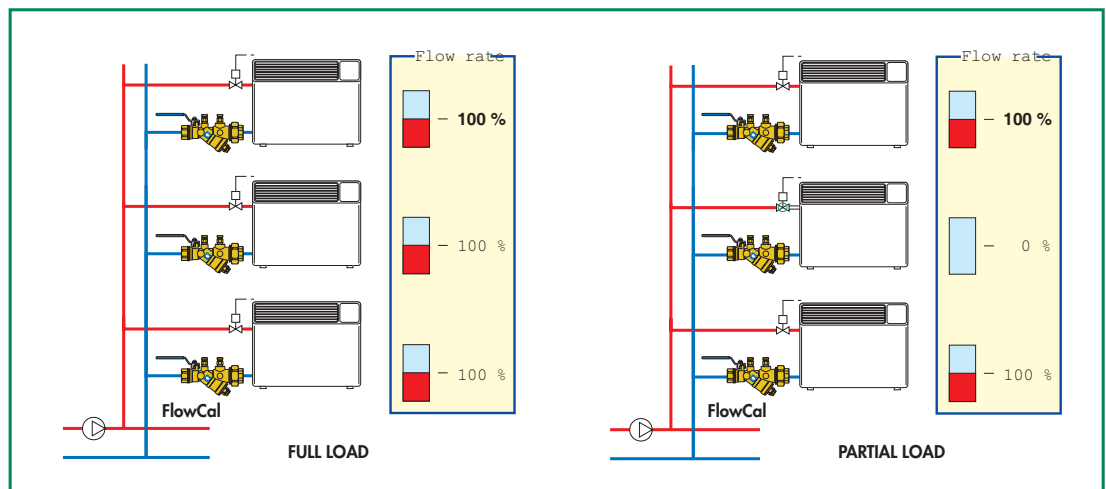 Flow rate
100 %
100 %
100 %
FlowCal
FULL LOAD
Flow rate
100 %
0 %
100 %
FlowCal
PARTIAL LOAD